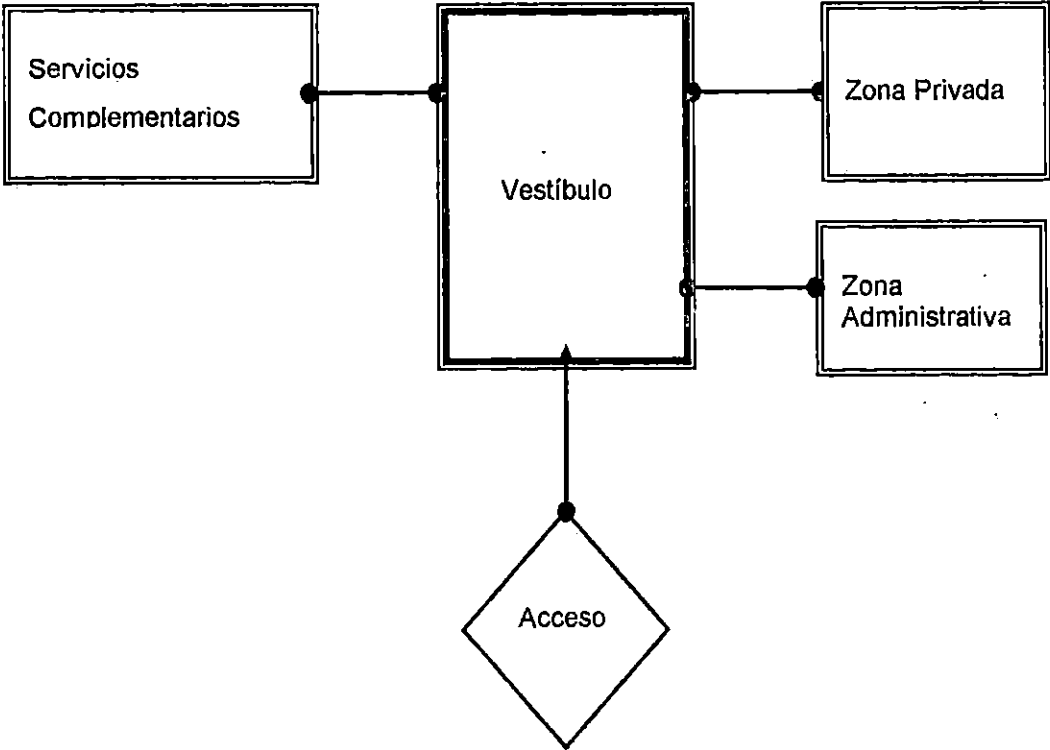 Servicios
Complementarios
Vestíbulo
Zona Privada
Zona
Administrativa
Acceso